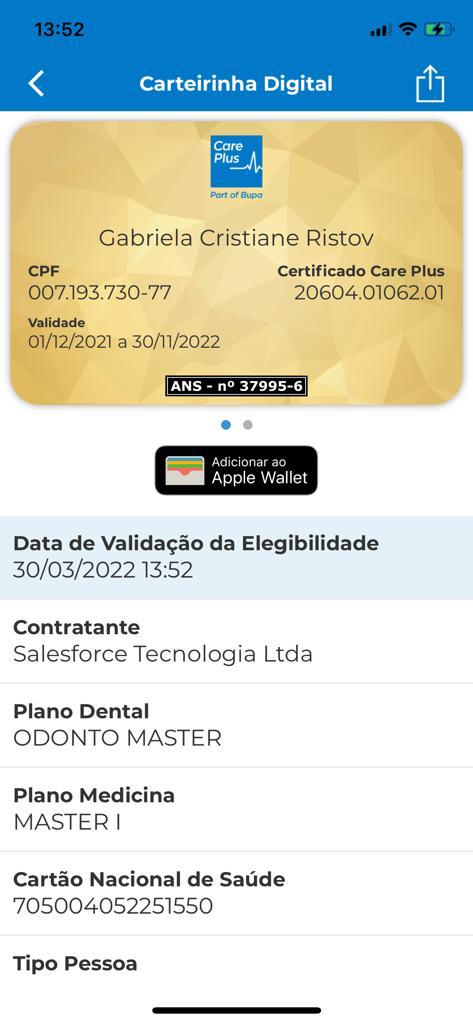 13:52
Carteirinha Digital
Care
Plus
Part of Bupa
Gabriela Cristiane Ristov
CPF
007.193.730-77
Certificado Care Plus
20604.01062.01
Validade
01/12/2021 a 30/11/2022
ANS - nº 37995-6
Adicionar ao
Apple Wallet
Data de Validação da Elegibilidade
30/03/2022 13:52
Contratante
Salesforce Tecnologia Ltda
Plano Dental
ODONTO MASTER
Plano Medicina
MASTER I
Cartão Nacional de Saúde
705004052251550
Tipo Pessoa